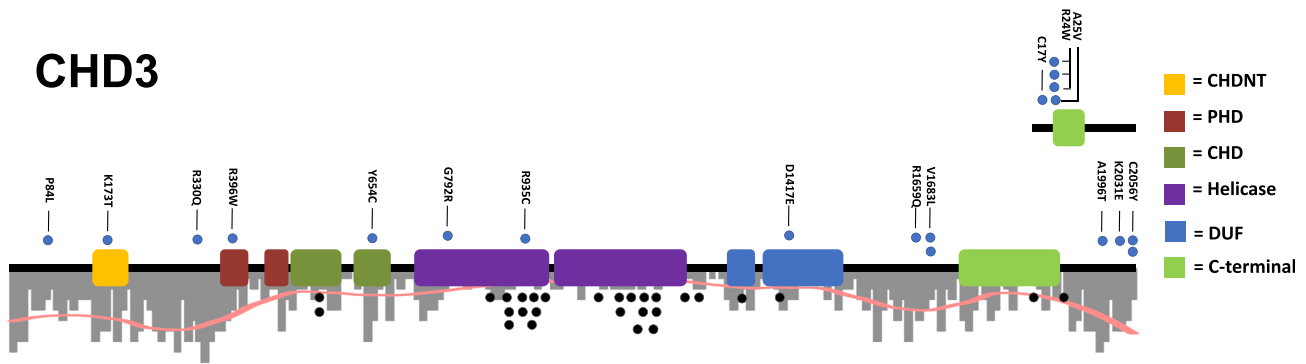 CHD3
C17Y
R24W
A25V
= CHDNT
= PHD
= CHD
= Helicase
= DUF
= C-terminal
P84L
K173T
R330Q
R396W
Y654C
G792R
R935C
D1417E
R1659Q
V1683L
A1996T
K2031E
C2056Y